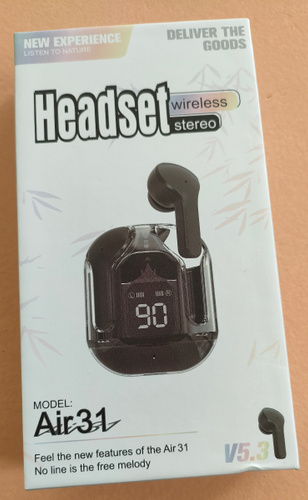 NEW EXPERIENCE
LISTEN TO NATURE
DELIVER THE
GOODS
Headset
wireless
stereo
90
MODEL:
Air31
Feel the new features of the Air 31
No line is the free melody
V5.3